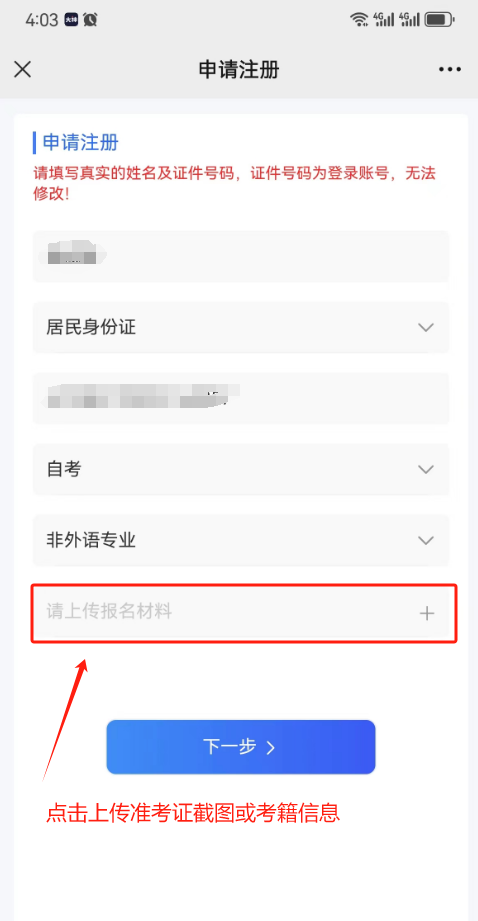 4:03
4G 4G
申请注册
申请注册
请填写真实的姓名及证件号码，证件号码为登录账号，无法
修改！
居民身份证
自考
非外语专业
请上传报名材料
下一步
点击上传准考证截图或考籍信息